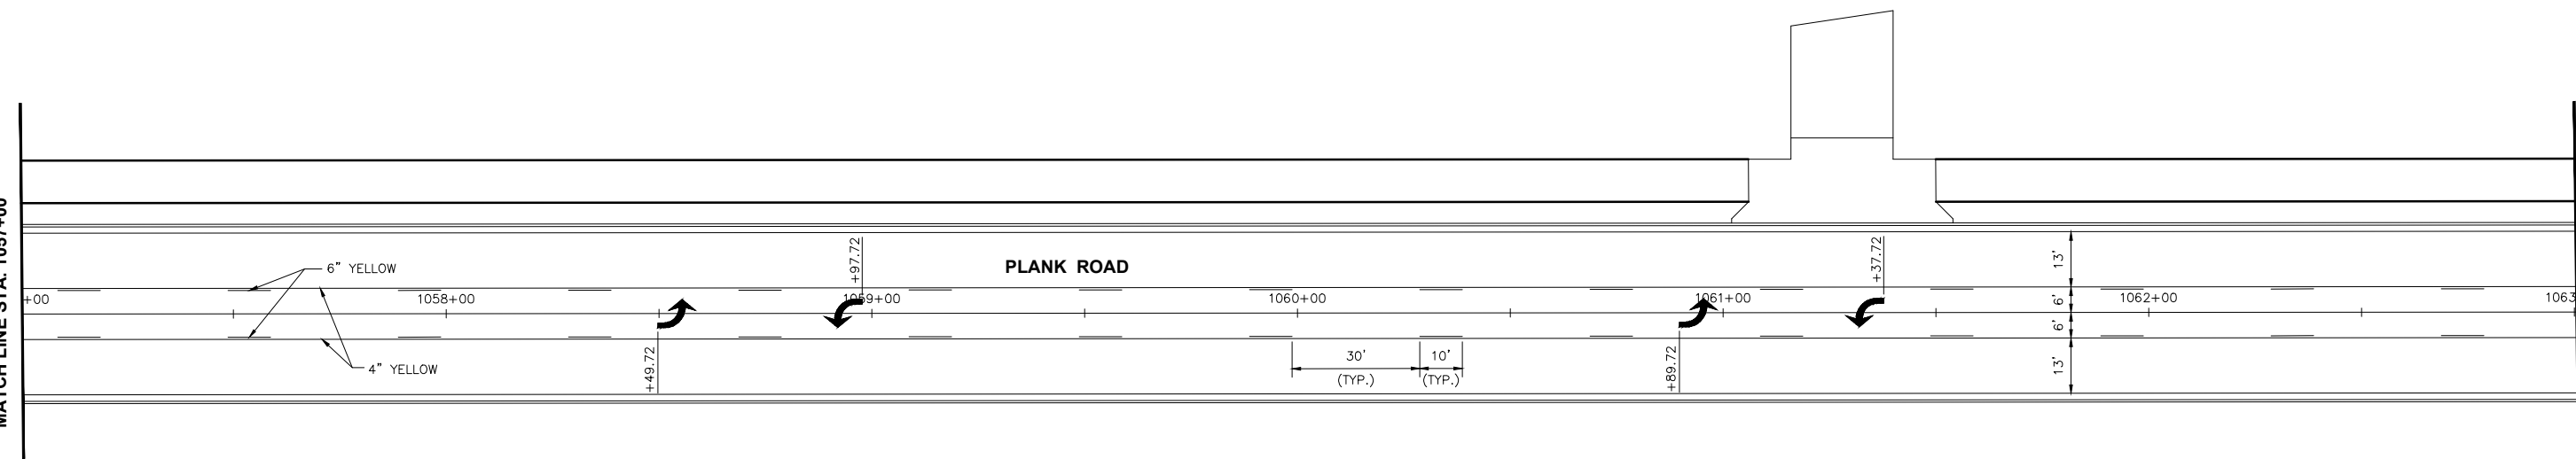 MATCH LINE STA. 1057+00
+00
6" YELLOW
4" YELLOW
1058+00
+49.72
+97.72
1059+00
PLANK ROAD
1060+00
30'
(TYP.)
10'
(TYP.)
+89.72
1061+00
+37.72
13'
6'
6'
13'
1062+00
1063